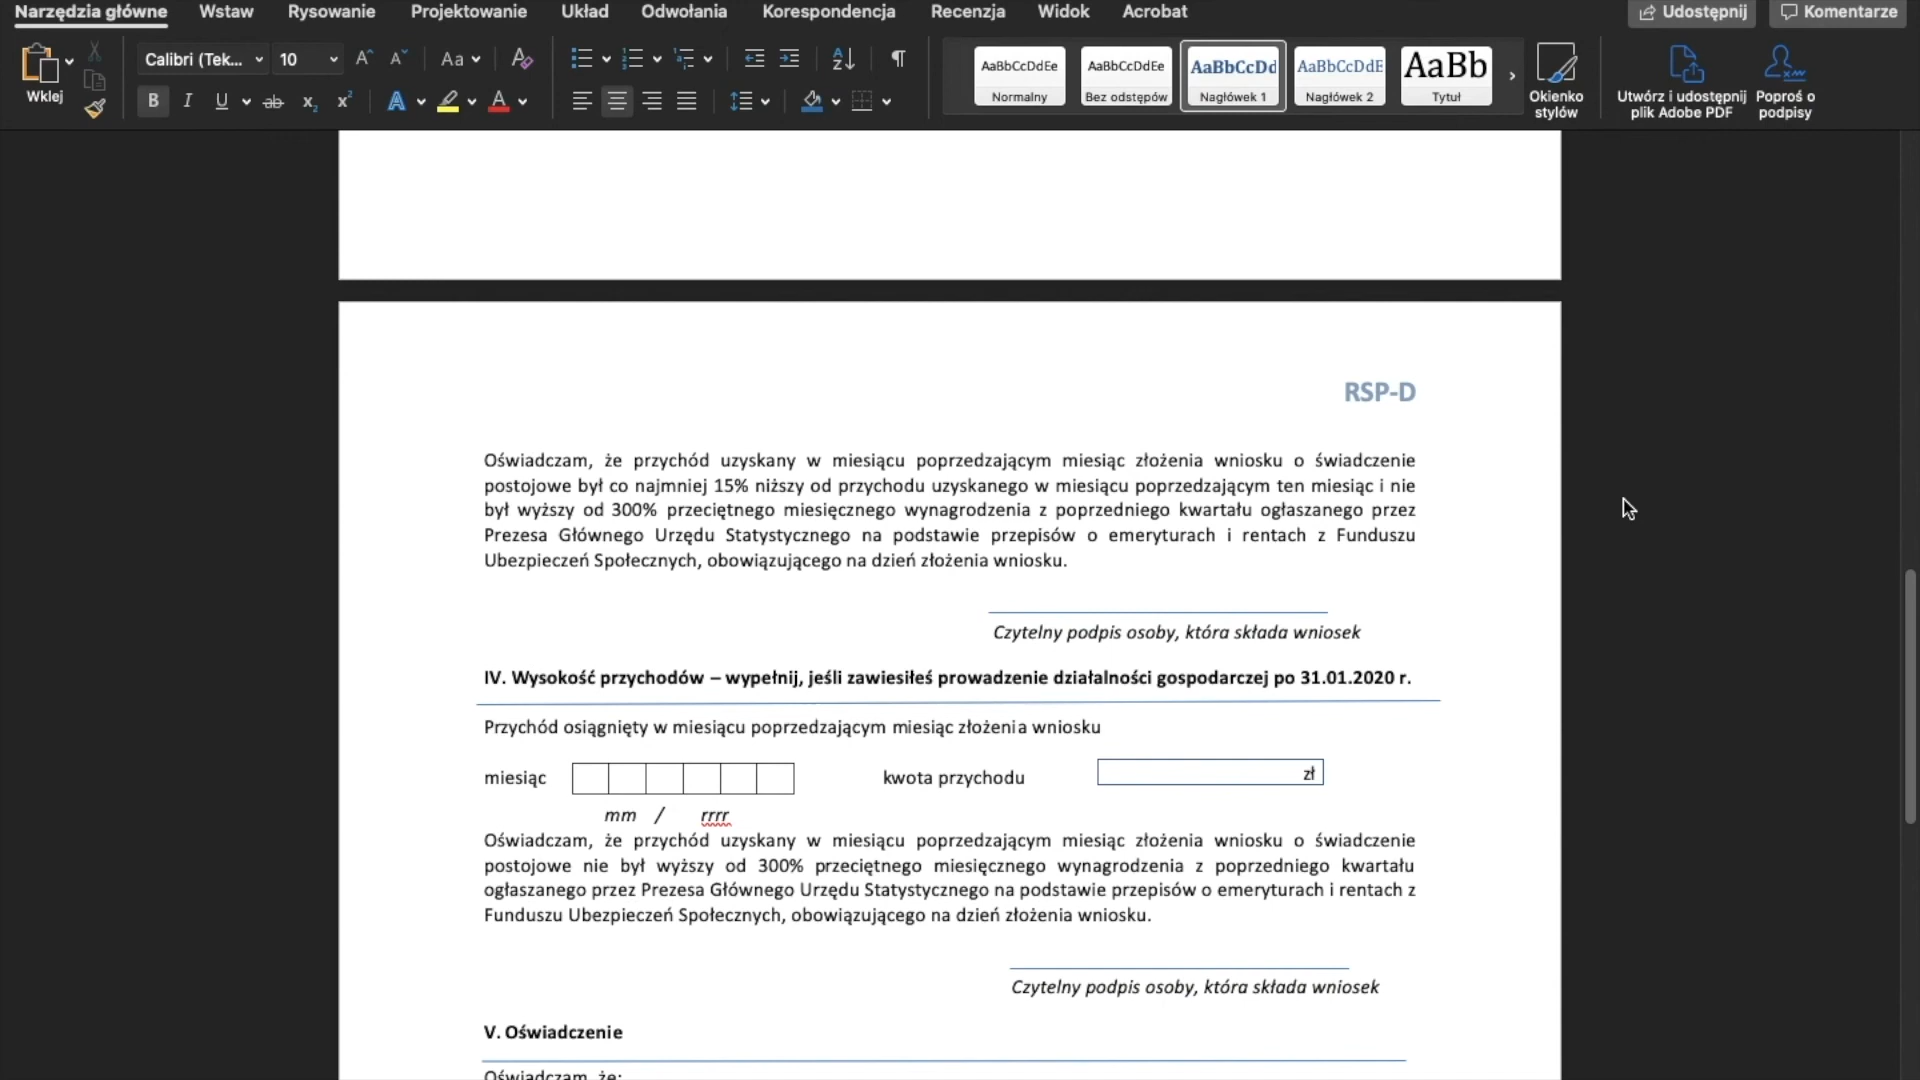 Narzędzia główne Wstaw Rysowanie Projektowanie Układ Odwołania Korespondencja Recenzja Widok Acrobat Udostępnij Komentarze
Wklej
Calibri (Tek... 10 Aa
AaBbCcDdEe AaBbCcDdEe AaBbCcDd AaBbCcDdE AaBb
Normalny Bez odstępów Nagłówek 1 Nagłówek 2 Tytuł
Okienko stylów
Utwórz i udostępnij plik Adobe PDF
Poproś o podpisy
RSP-D
Oświadczam, że przychód uzyskany w miesiącu poprzedzającym miesiąc złożenia wniosku o świadczenie
postojowe był co najmniej 15% niższy od przychodu uzyskanego w miesiącu poprzedzającym ten miesiąc i nie
był wyższy od 300% przeciętnego miesięcznego wynagrodzenia z poprzedniego kwartału ogłaszanego przez
Prezesa Głównego Urzędu Statystycznego na podstawie przepisów o emeryturach i rentach z Funduszu
Ubezpieczeń Społecznych, obowiązującego na dzień złożenia wniosku.
Czytelny podpis osoby, która składa wniosek
IV. Wysokość przychodów – wypełnij, jeśli zawiesiłeś prowadzenie działalności gospodarczej po 31.01.2020 r.
Przychód osiągnięty w miesiącu poprzedzającym miesiąc złożenia wniosku
miesiąc kwota przychodu zł
mm / rrrr
Oświadczam, że przychód uzyskany w miesiącu poprzedzającym miesiąc złożenia wniosku o świadczenie
postojowe nie był wyższy od 300% przeciętnego miesięcznego wynagrodzenia z poprzedniego kwartału
ogłaszanego przez Prezesa Głównego Urzędu Statystycznego na podstawie przepisów o emeryturach i rentach z
Funduszu Ubezpieczeń Społecznych, obowiązującego na dzień złożenia wniosku.
Czytelny podpis osoby, która składa wniosek
V. Oświadczenie
Oświadczam, że: